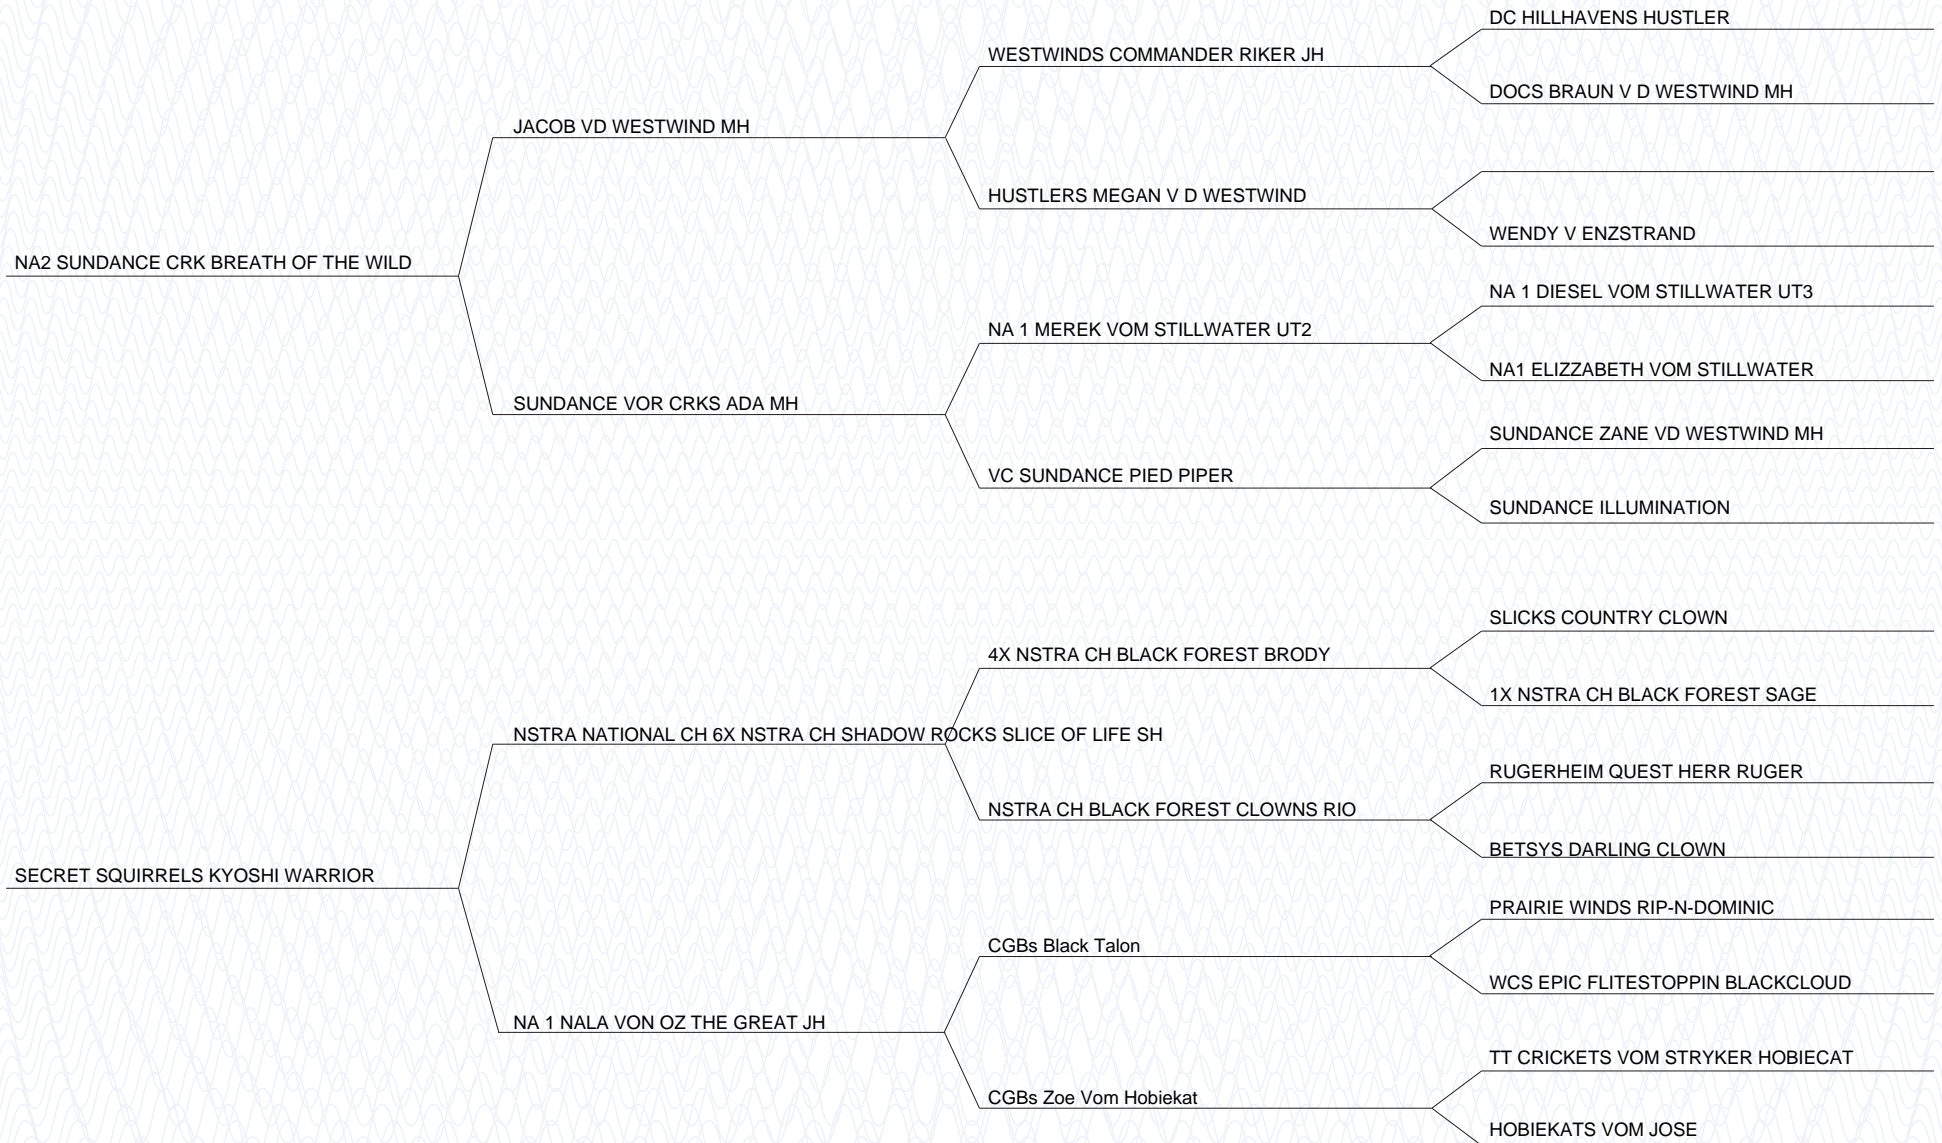 DC HILLHAVENS HUSTLER
WESTWINDS COMMANDER RIKER JH
DOCS BRAUN V D WESTWIND MH
JACOB VD WESTWIND MH
HUSTLERS MEGAN V D WESTWIND
WENDY V ENZSTRAND
NA2 SUNDANCE CRK BREATH OF THE WILD
NA 1 DIESEL VOM STILLWATER UT3
NA 1 MEREK VOM STILLWATER UT2
NA1 ELIZZABETH VOM STILLWATER
SUNDANCE VOR CRKS ADA MH
SUNDANCE ZANE VD WESTWIND MH
VC SUNDANCE PIED PIPER
SUNDANCE ILLUMINATION
SLICKS COUNTRY CLOWN
4X NSTRA CH BLACK FOREST BRODY
1X NSTRA CH BLACK FOREST SAGE
NSTRA NATIONAL CH 6X NSTRA CH SHADOW ROCKS SLICE OF LIFE SH
RUGERHEIM QUEST HERR RUGER
NSTRA CH BLACK FOREST CLOWNS RIO
BETSYS DARLING CLOWN
SECRET SQUIRRELS KYOSHI WARRIOR
PRAIRIE WINDS RIP-N-DOMINIC
CGBs Black Talon
WCS EPIC FLITESTOPPIN BLACKCLOUD
NA 1 NALA VON OZ THE GREAT JH
TT CRICKETS VOM STRYKER HOBIECAT
CGBs Zoe Vom Hobiekat
HOBIEKATS VOM JOSE